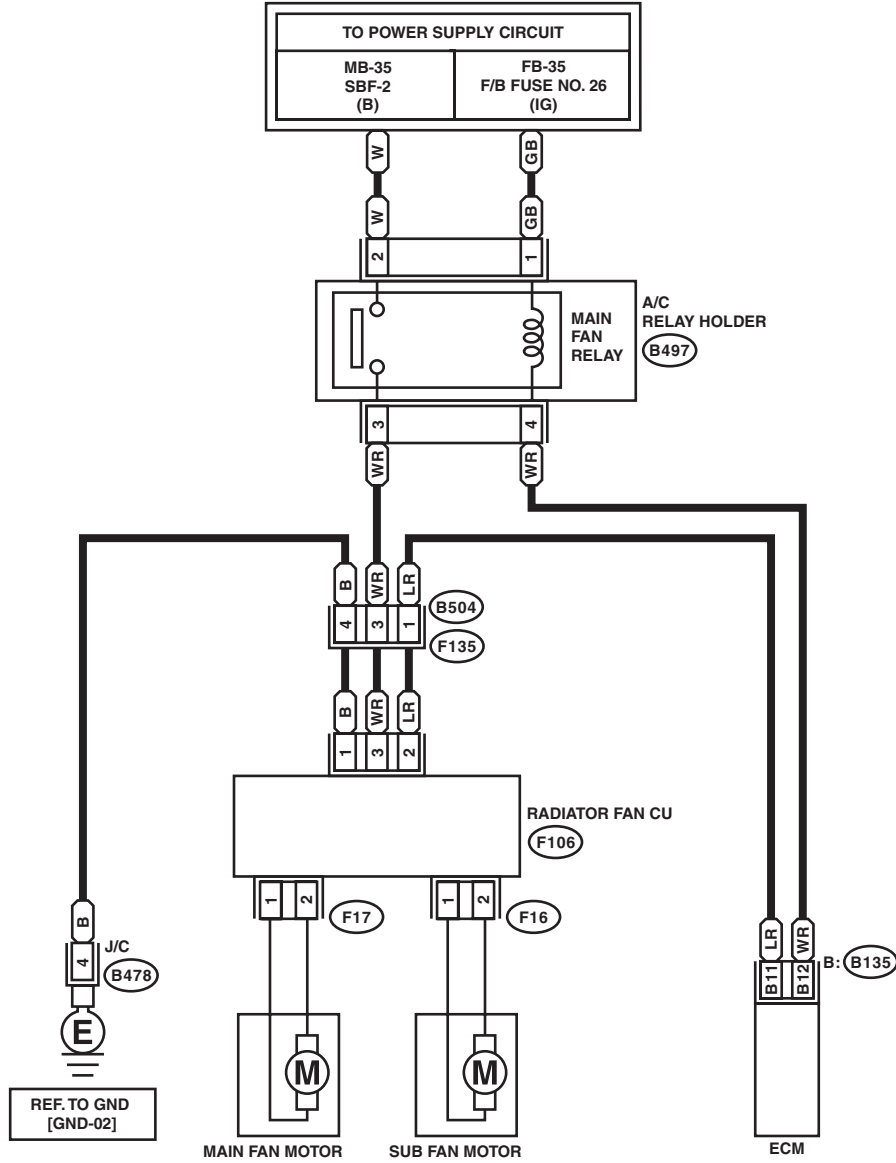 TO POWER SUPPLY CIRCUIT
MB-35
SBF-2
(B)
FB-35
F/B FUSE NO. 26
(IG)
W
GB
W
GB
2
1
MAIN
FAN
RELAY
A/C
RELAY HOLDER
B497
3
4
WR
WR
B
WR
LR
4
3
1
B504
F135
B
WR
LR
1
3
2
RADIATOR FAN CU
F106
1
2
F17
1
2
F16
B
4
J/C
B478
E
REF. TO GND
[GND-02]
M
MAIN FAN MOTOR
M
SUB FAN MOTOR
LR
WR
B11
B12
B: B135
ECM